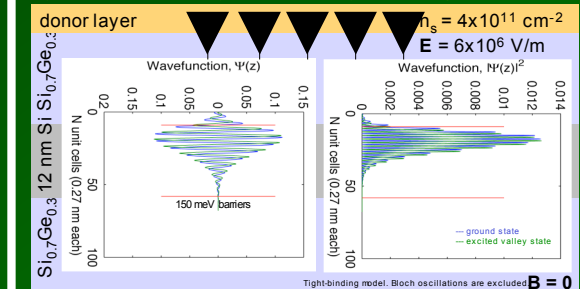 donor layer
n_s = 4x10^11 cm^-2
E = 6x10^6 V/m
Si_0.7Ge_0.3 12 nm Si Si_0.7Ge_0.3
Wavefunction, Ψ(z)
0.2 0.1 0.05 0 0.05 0.1 0.15
0
50
100
N unit cells (0.27 nm each)
150 meV barriers
Wavefunction, |Ψ(z)|^2
0 0.002 0.004 0.006 0.008 0.01 0.012 0.014
0
50
100
N unit cells (0.27 nm each)
ground state
excited valley state
Tight-binding model. Bloch oscillations are excluded.
B = 0